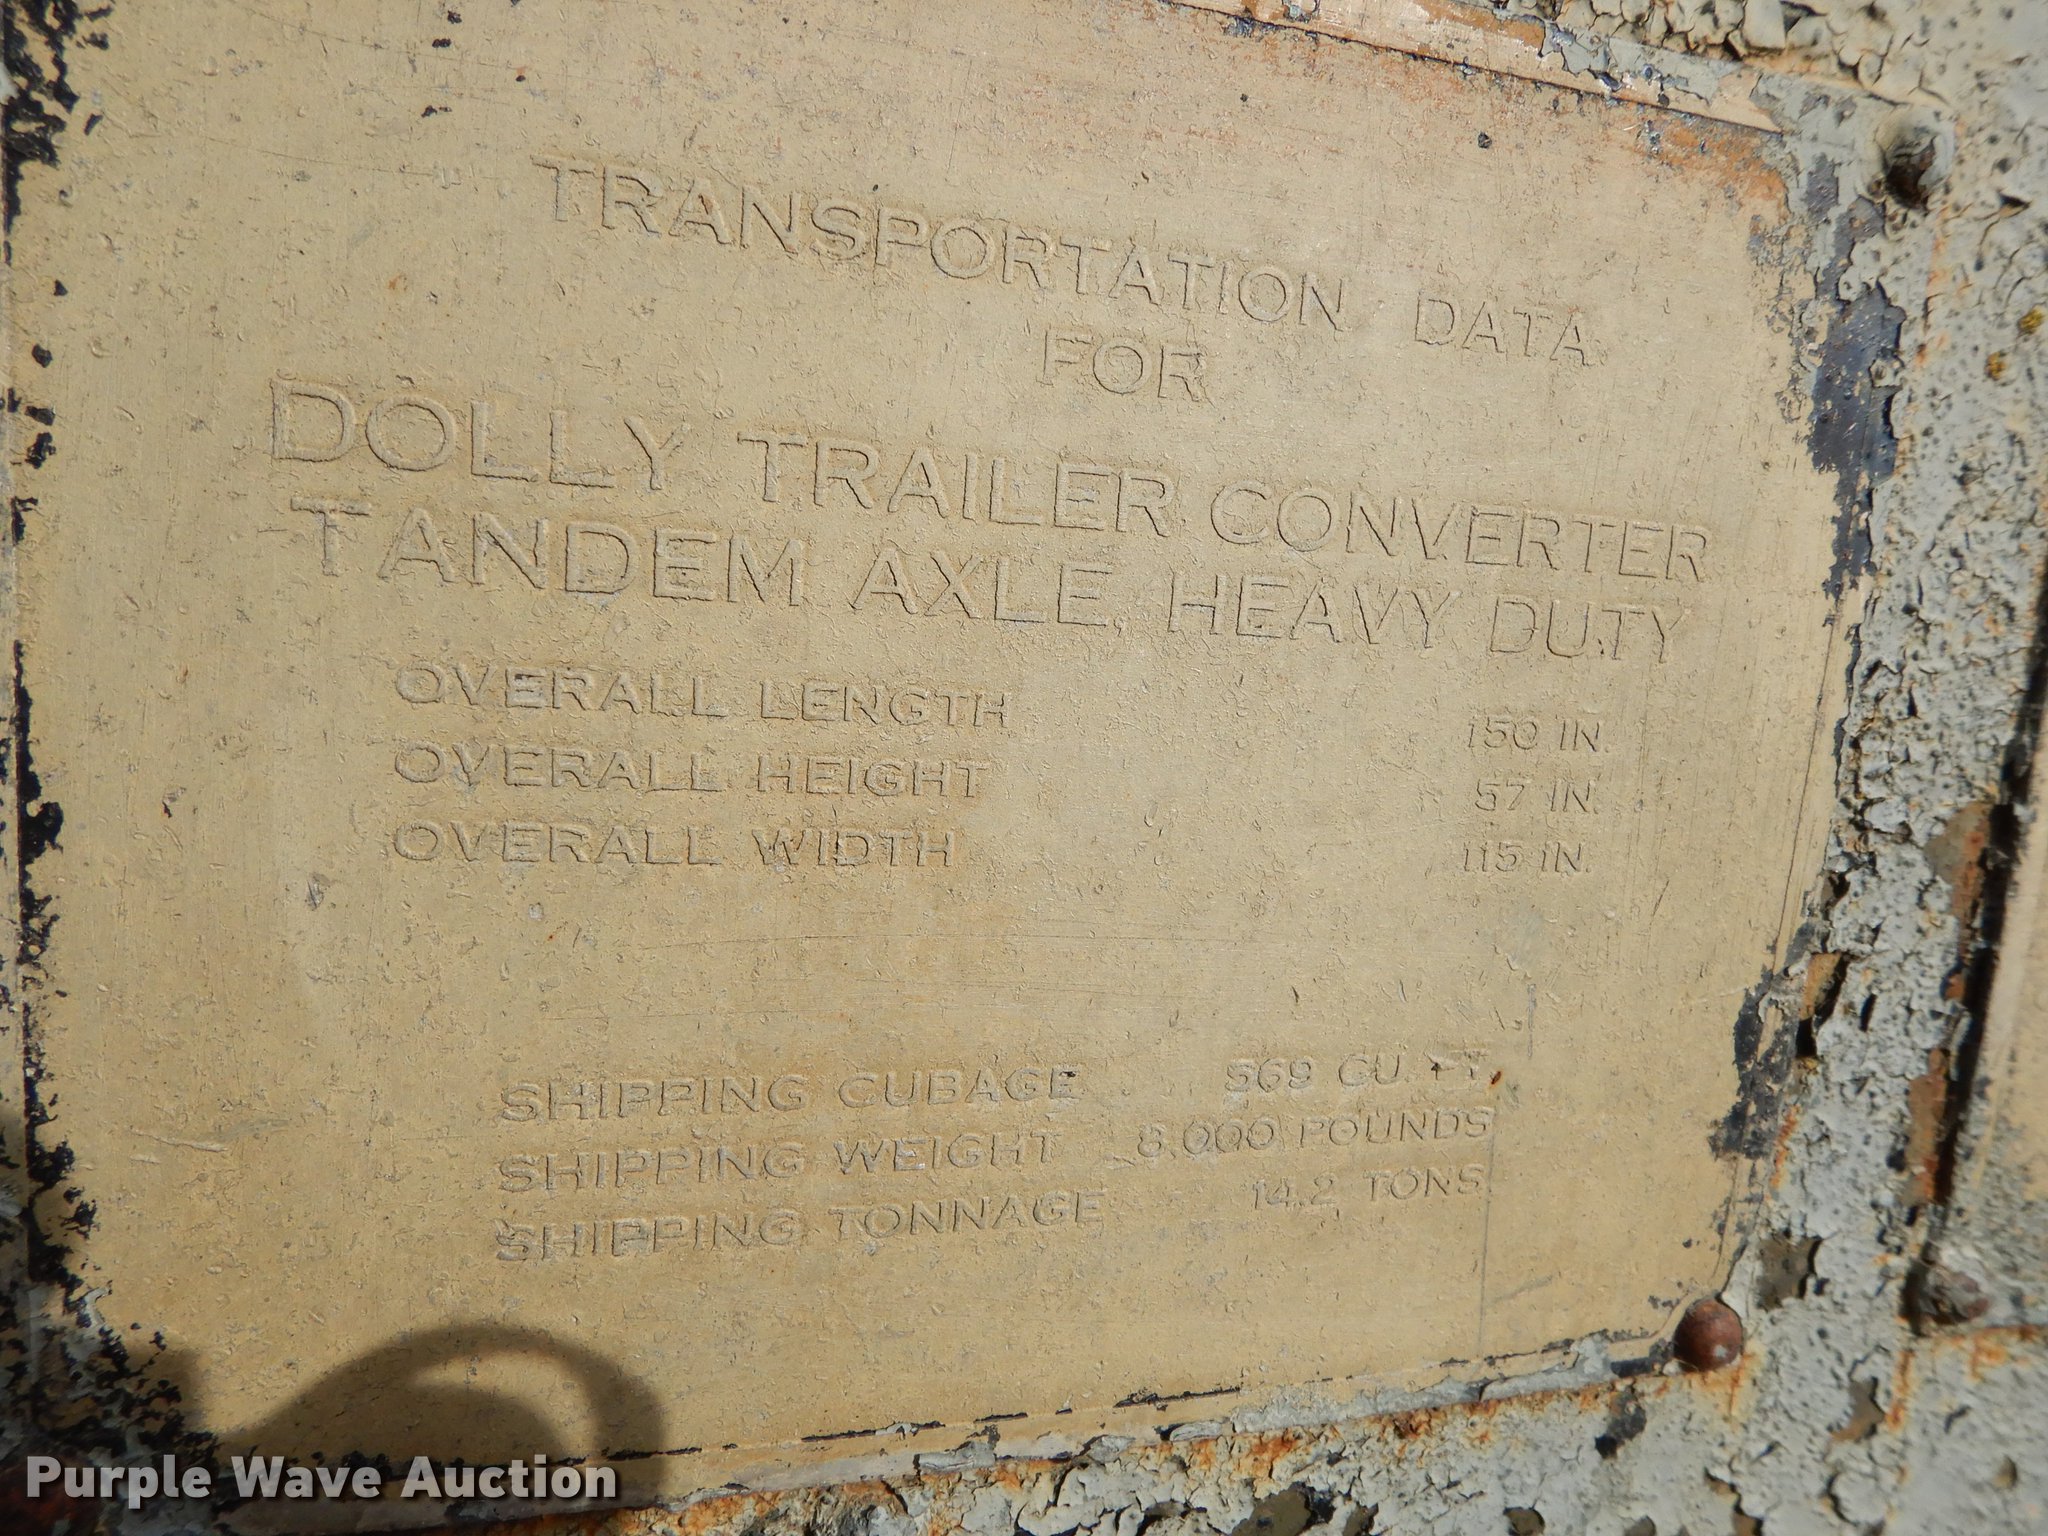 TRANSPORTATION DATA
FOR
DOLLY TRAILER CONVERTER
TANDEM AXLE, HEAVY DUTY
OVERALL LENGTH 150 IN.
OVERALL HEIGHT 57 IN.
OVERALL WIDTH 115 IN.
SHIPPING CUBAGE 569 CU. FT.
SHIPPING WEIGHT 8,000 POUNDS
SHIPPING TONNAGE 14.2 TONS
Purple Wave Auction